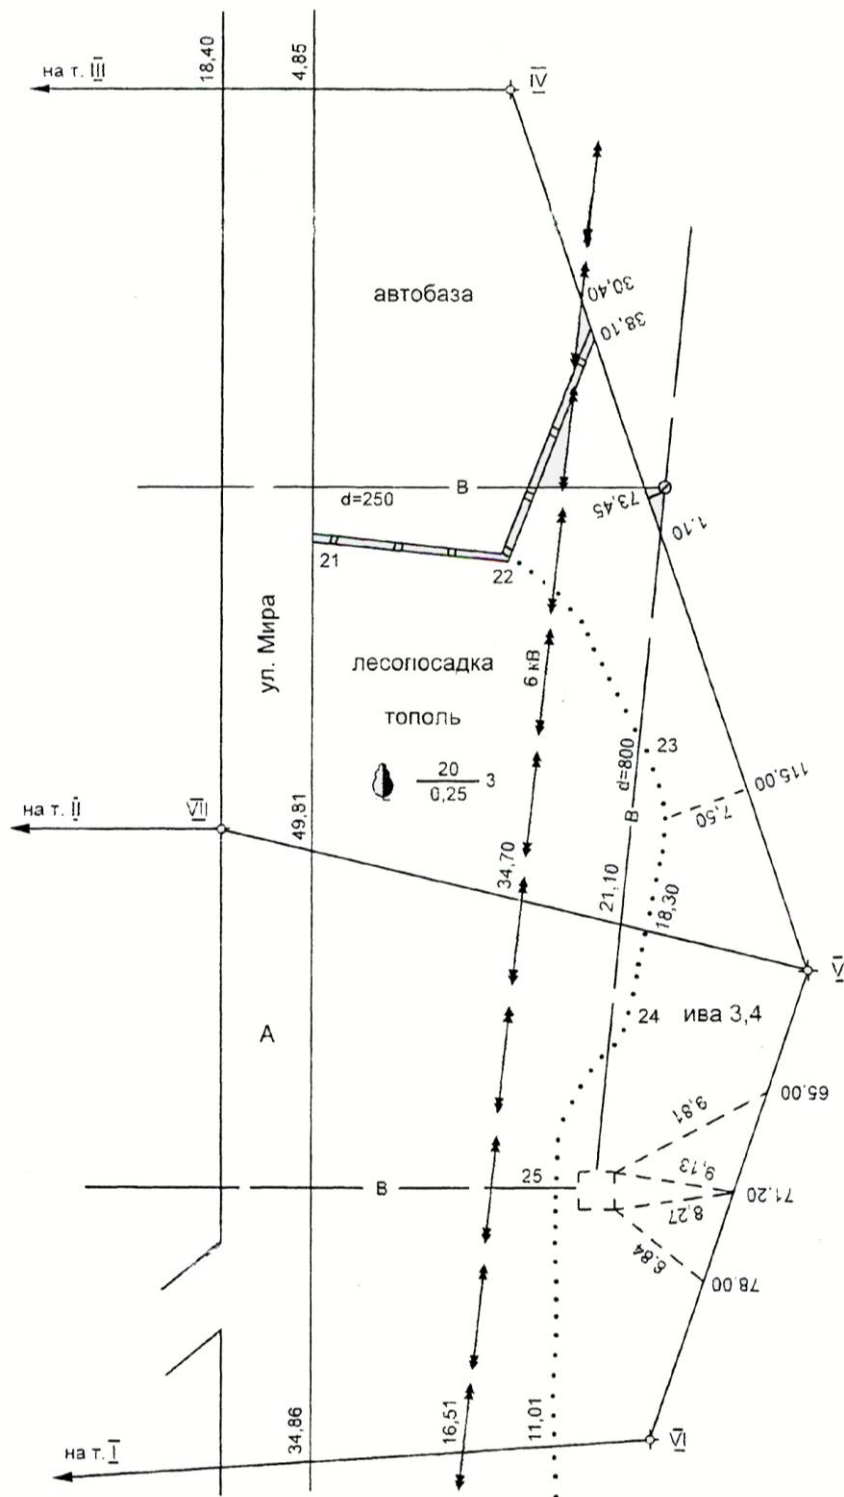 18,40
4,85
на т. III
IV
30,40
38,10
автобаза
В
d=250
73,45
1.10
21
22
ул. Мира
лесопосадка
6 кВ
тополь
20
0,25
3
d=800
23
В
115.00
7,50
на т. II
VII
49,81
34,70
21,10
18,30
V
А
24
ива 3,4
65.00
9,81
9,13
25
В
71.20
8,27
8,84
78.00
34,86
16,51
11,01
VI
на т. I